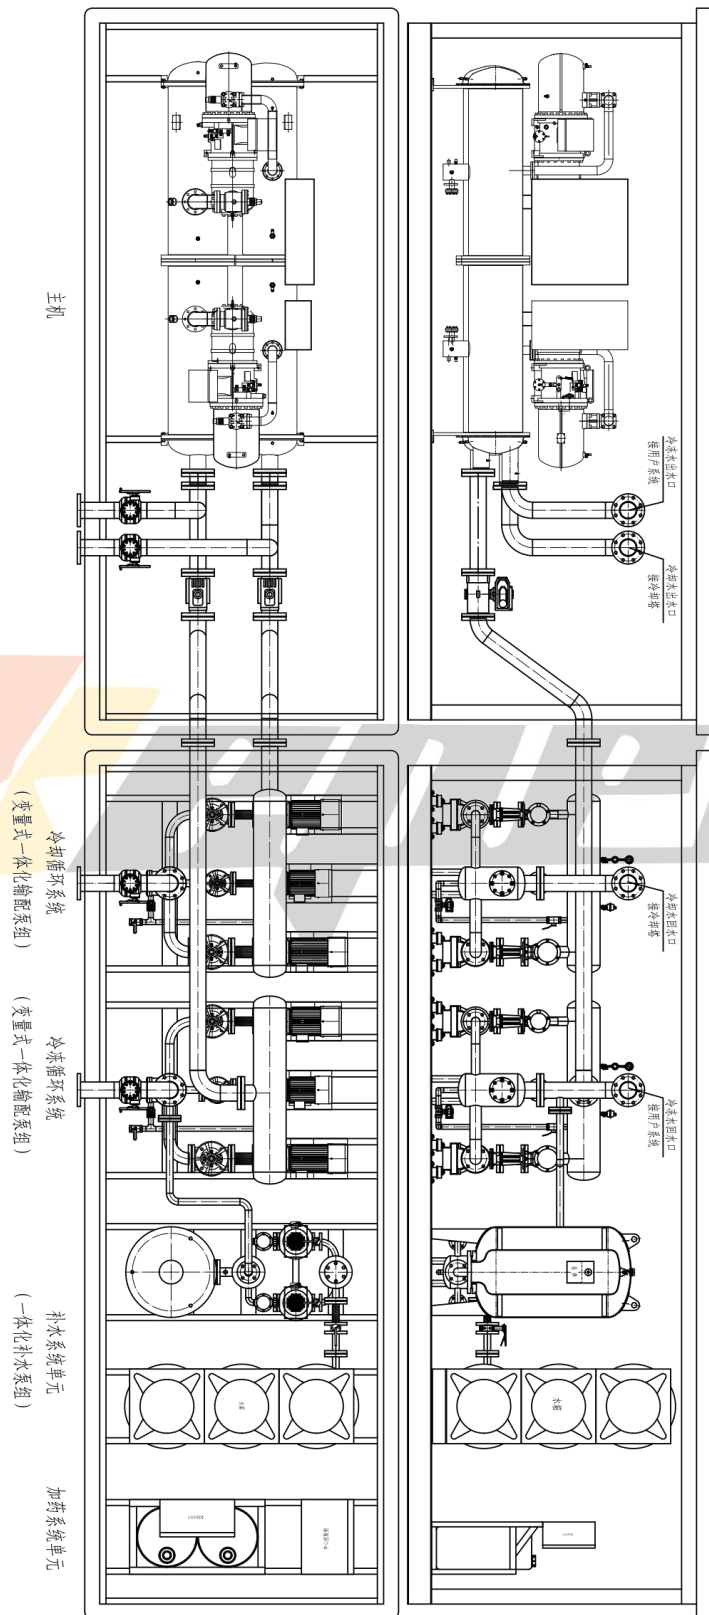 主机
冷却循环系统
(变量式一体化输配泵组)
冷冻循环系统
(变量式一体化输配泵组)
补水系统单元
(一体化补水泵组)
加药系统单元
冷冻水出水口
接用户系统
冷却水出水口
接冷却塔
冷却水回水口
接冷却塔
冷冻水回水口
接用户系统
水箱
水箱